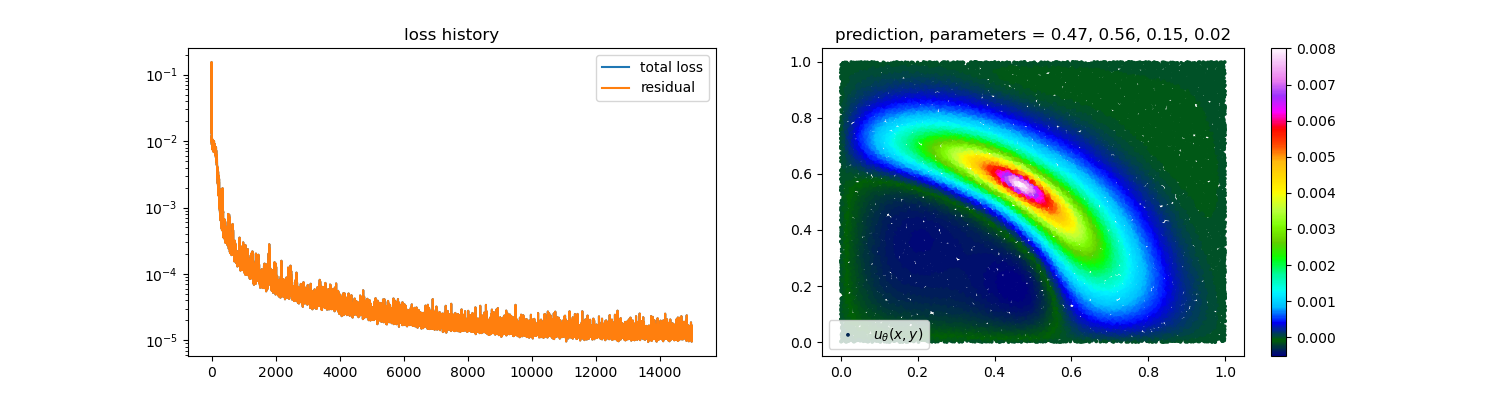 loss history
10⁻¹
10⁻²
10⁻³
10⁻⁴
10⁻⁵
total loss
residual
0 2000 4000 6000 8000 10000 12000 14000
prediction, parameters = 0.47, 0.56, 0.15, 0.02
1.0
0.8
0.6
0.4
0.2
0.0
u_θ(x, y)
0.0 0.2 0.4 0.6 0.8 1.0
0.008
0.007
0.006
0.005
0.004
0.003
0.002
0.001
0.000